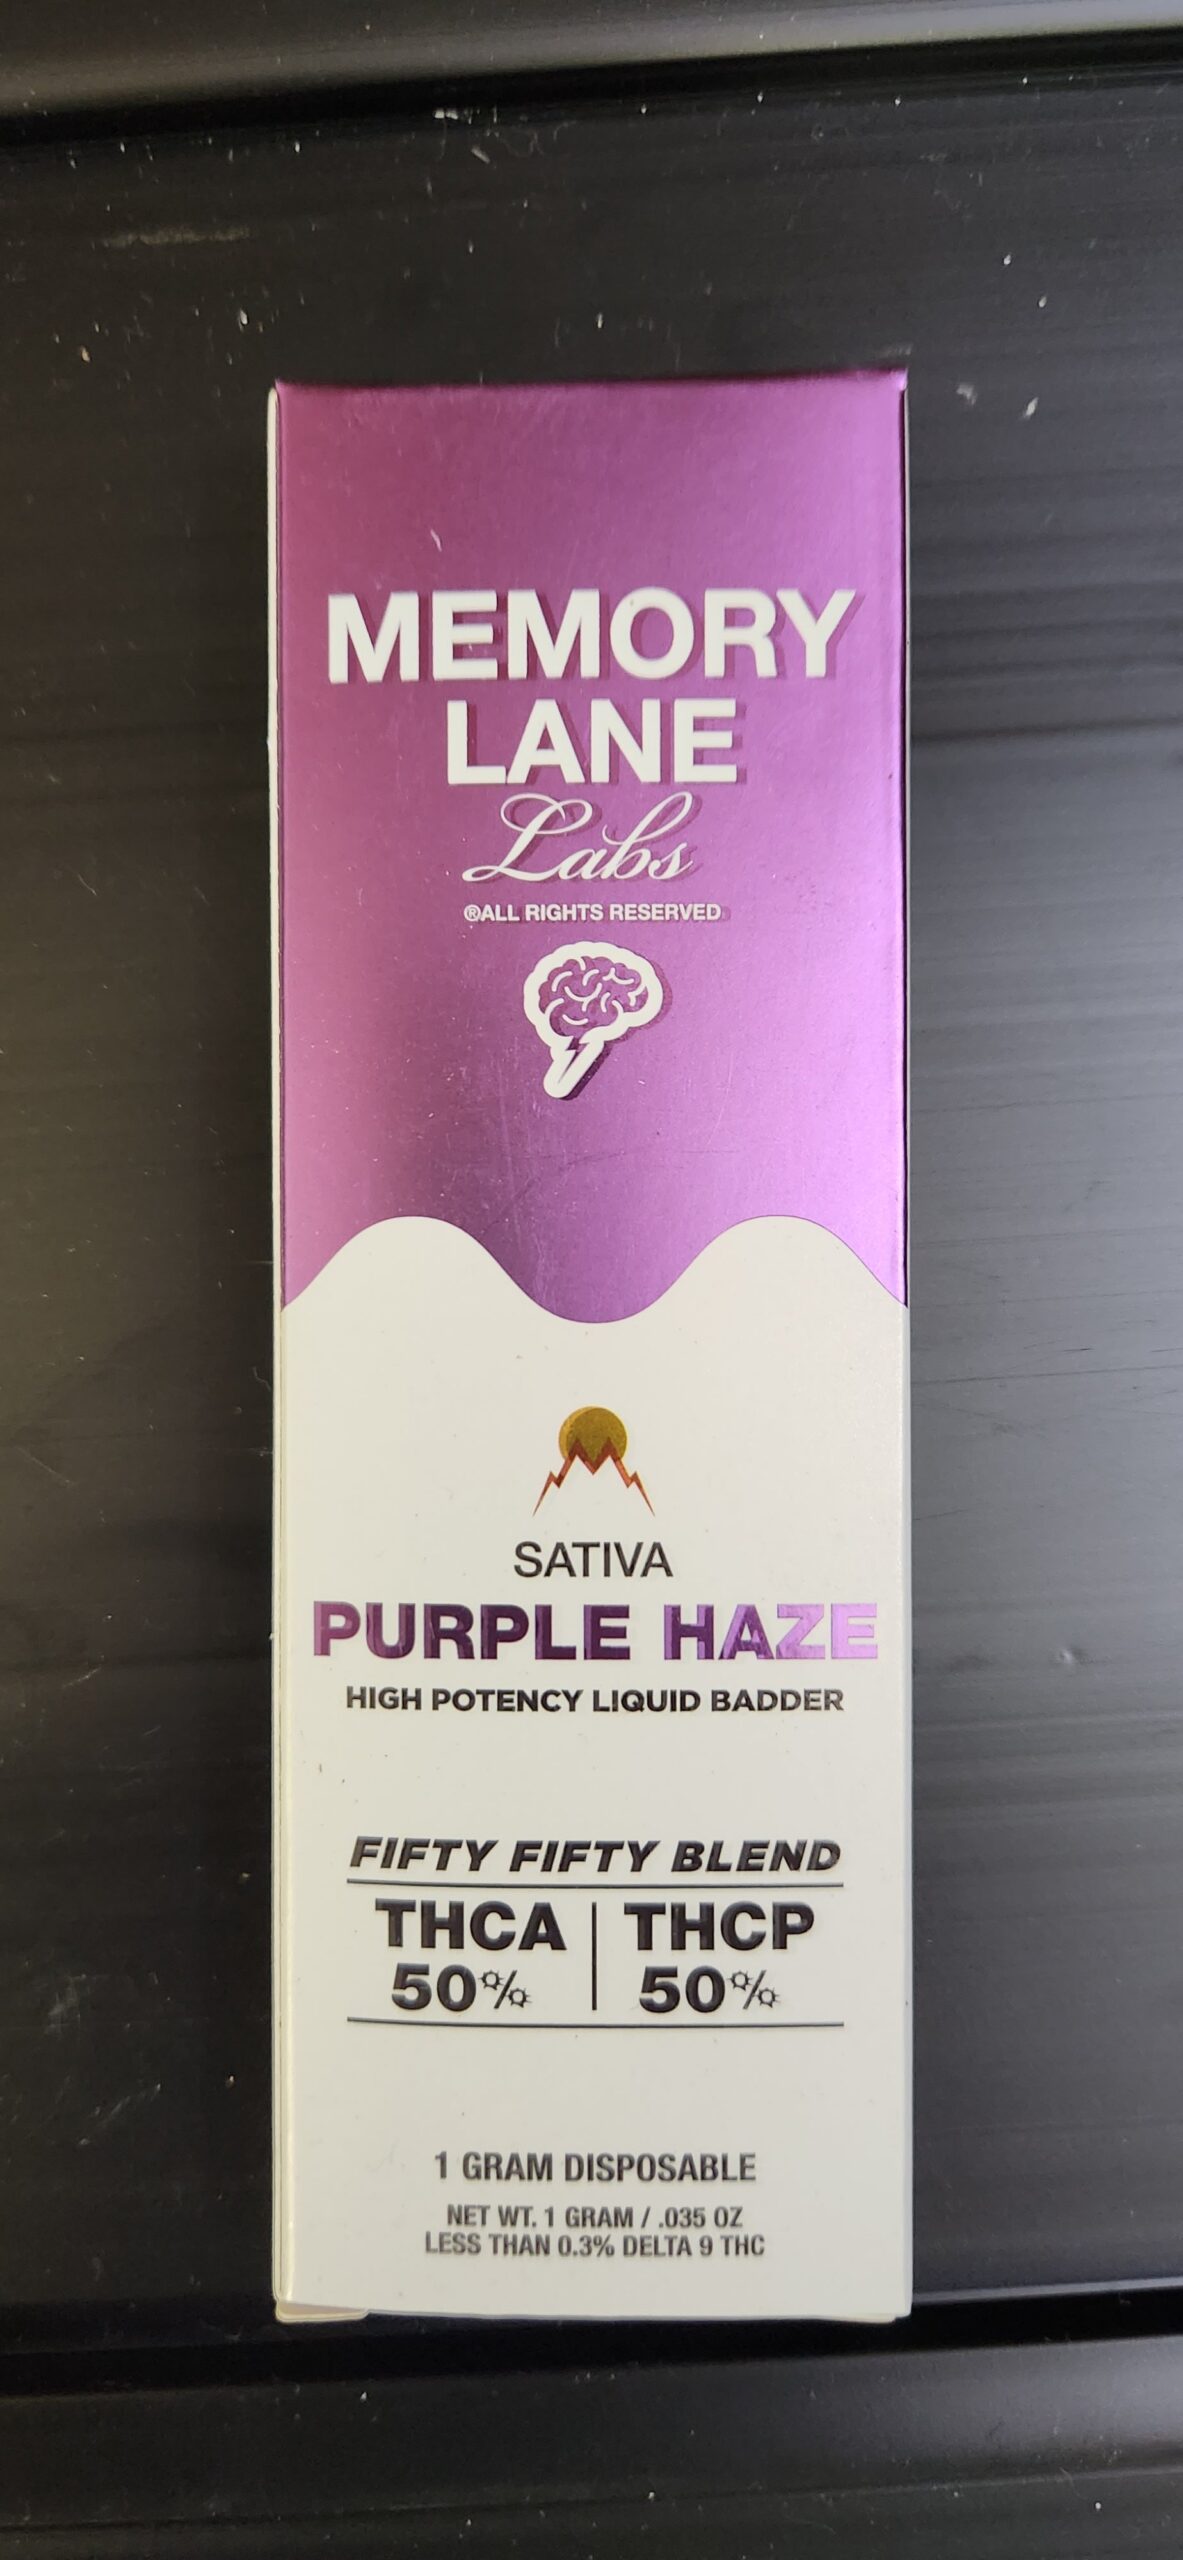 MEMORY
LANE
Labs
®ALL RIGHTS RESERVED
SATIVA
PURPLE HAZE
HIGH POTENCY LIQUID BADDER
FIFTY FIFTY BLEND
THCA | THCP
50% | 50%
1 GRAM DISPOSABLE
NET WT. 1 GRAM / .035 OZ
LESS THAN 0.3% DELTA 9 THC